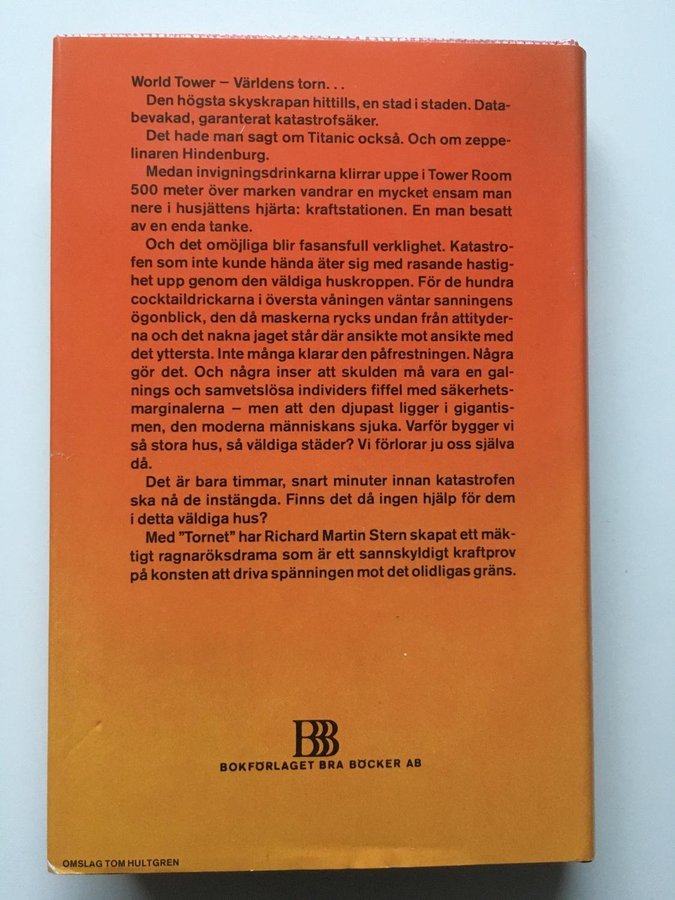 World Tower – Världens torn...
Den högsta skyskrapan hittills, en stad i staden. Data-
bevakad, garanterat katastrofsäker.
Det hade man sagt om Titanic också. Och om zeppe-
linaren Hindenburg.
Medan invigningsdrinkarna klirrar uppe i Tower Room
500 meter över marken vandrar en mycket ensam man
nere i husjättens hjärta: kraftstationen. En man besatt
av en enda tanke.
Och det omöjliga blir fasansfull verklighet. Katastro-
fen som inte kunde hända äter sig med rasande hastig-
het upp genom den väldiga huskroppen. För de hundra
cocktaildrickarna i översta våningen väntar sanningens
ögonblick, den då maskerna rycks undan från attityder-
na och det nakna jaget står där ansikte mot ansikte med
det yttersta. Inte många klarar den påfrestningen. Några
gör det. Och några inser att skulden må vara en gal-
nings och samvetslösa individers fiffel med säkerhets-
marginalerna – men att den djupast ligger i gigantis-
men, den moderna människans sjuka. Varför bygger vi
så stora hus, så väldiga städer? Vi förlorar ju oss själva
då.
Det är bara timmar, snart minuter innan katastrofen
ska nå de instängda. Finns det då ingen hjälp för dem
i detta väldiga hus?
Med ”Tornet” har Richard Martin Stern skapat ett mäk-
tigt ragnaröksdrama som är ett sannskyldigt kraftprov
på konsten att driva spänningen mot det olidligas gräns.
BBB
BOKFÖRLAGET BRA BÖCKER AB
OMSLAG TOM HULTGREN